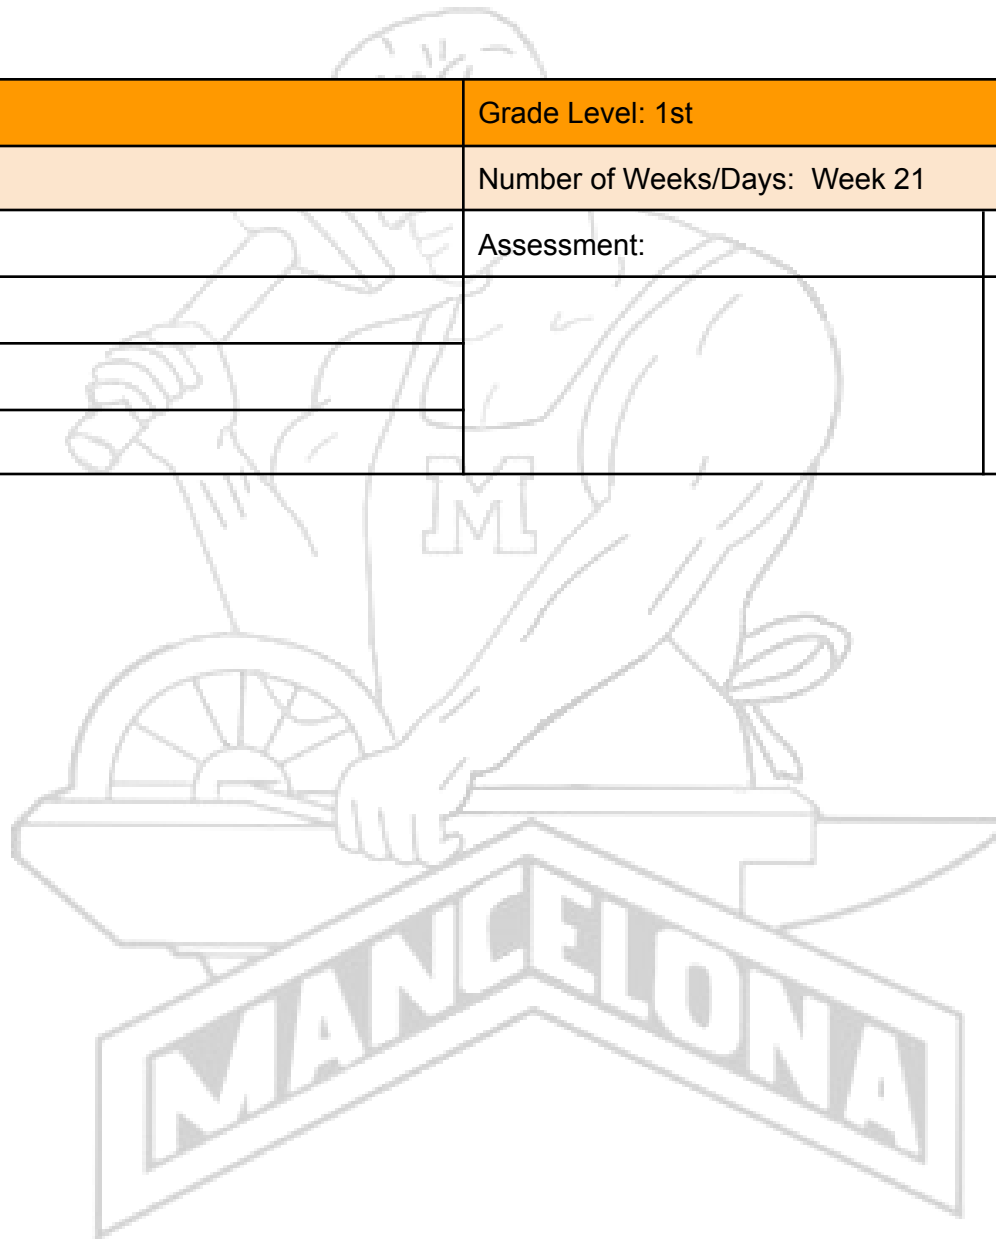 Grade Level: 1st
Number of Weeks/Days: Week 21
Assessment:
M
MANCELONA